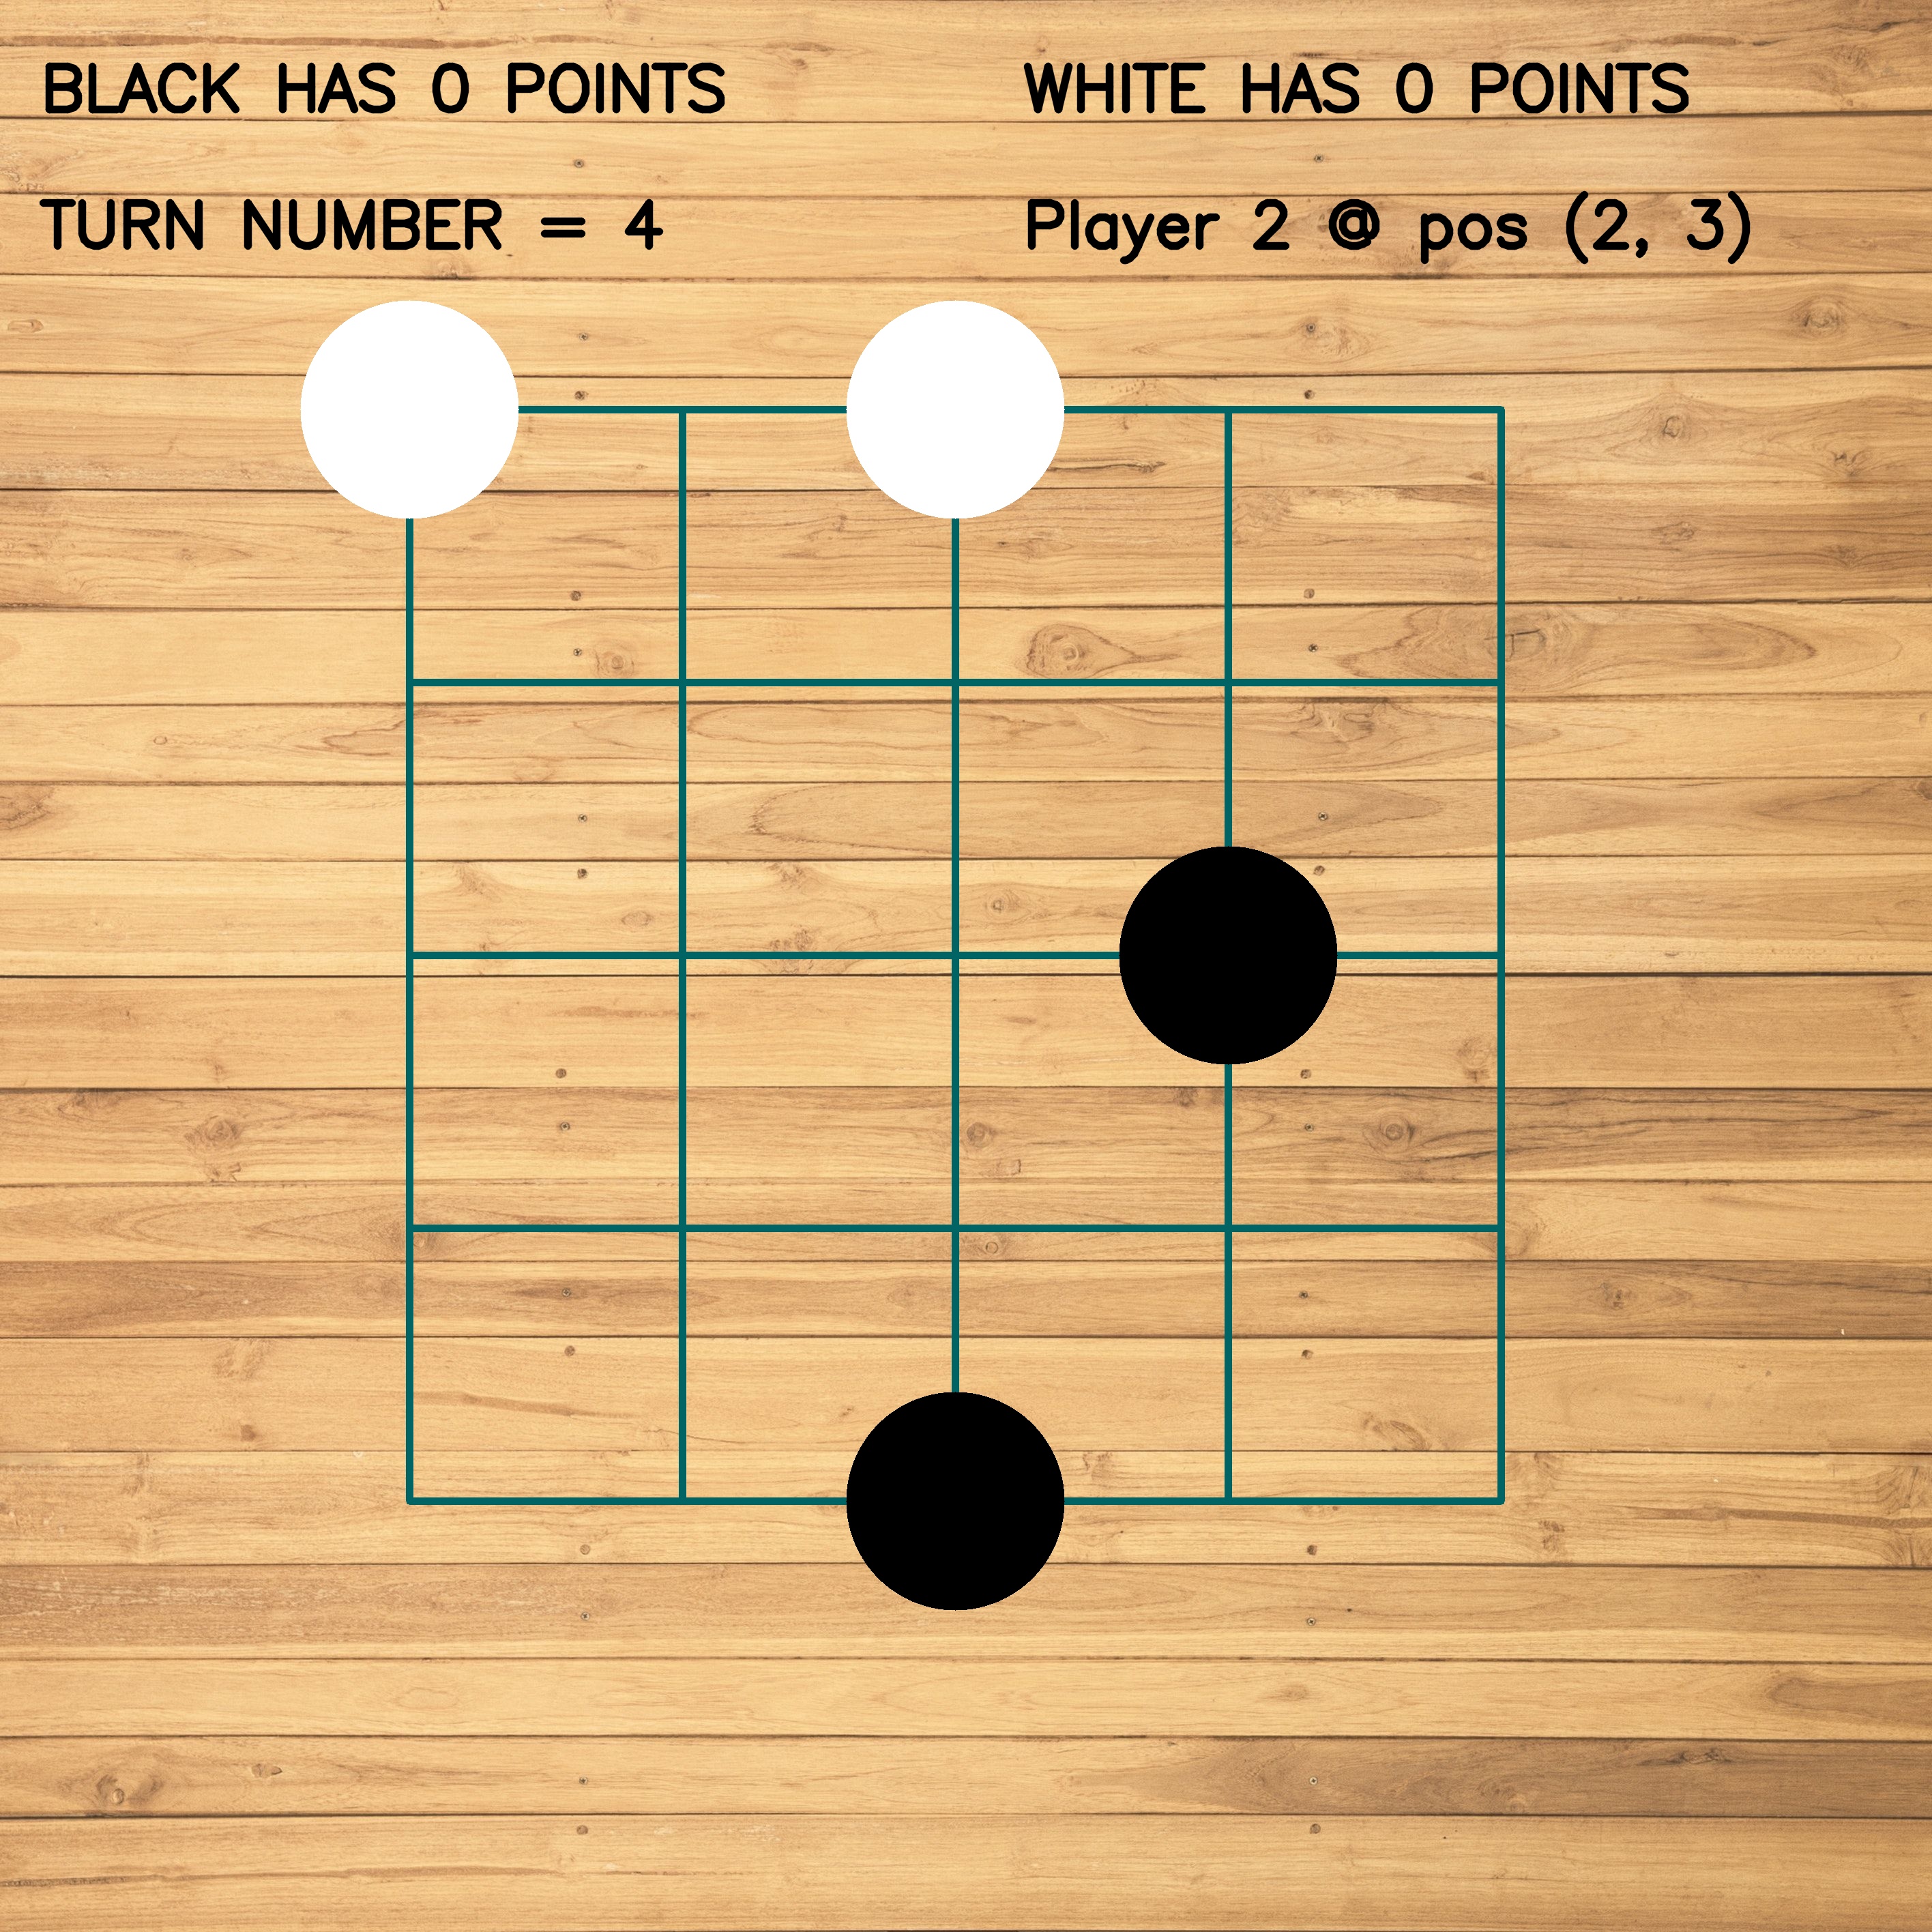 BLACK HAS 0 POINTS
WHITE HAS 0 POINTS
TURN NUMBER = 4
Player 2 @ pos (2, 3)